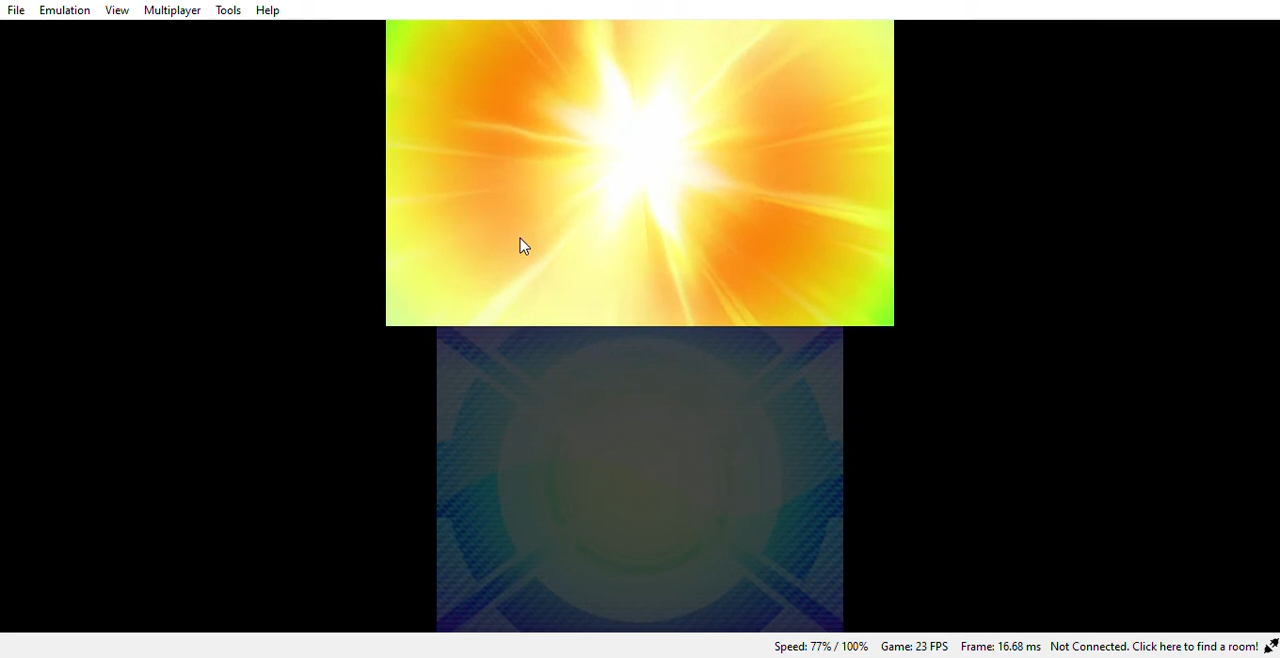 File Emulation View Multiplayer Tools Help
Speed: 77% / 100% Game: 23 FPS Frame: 16.68 ms Not Connected. Click here to find a room!